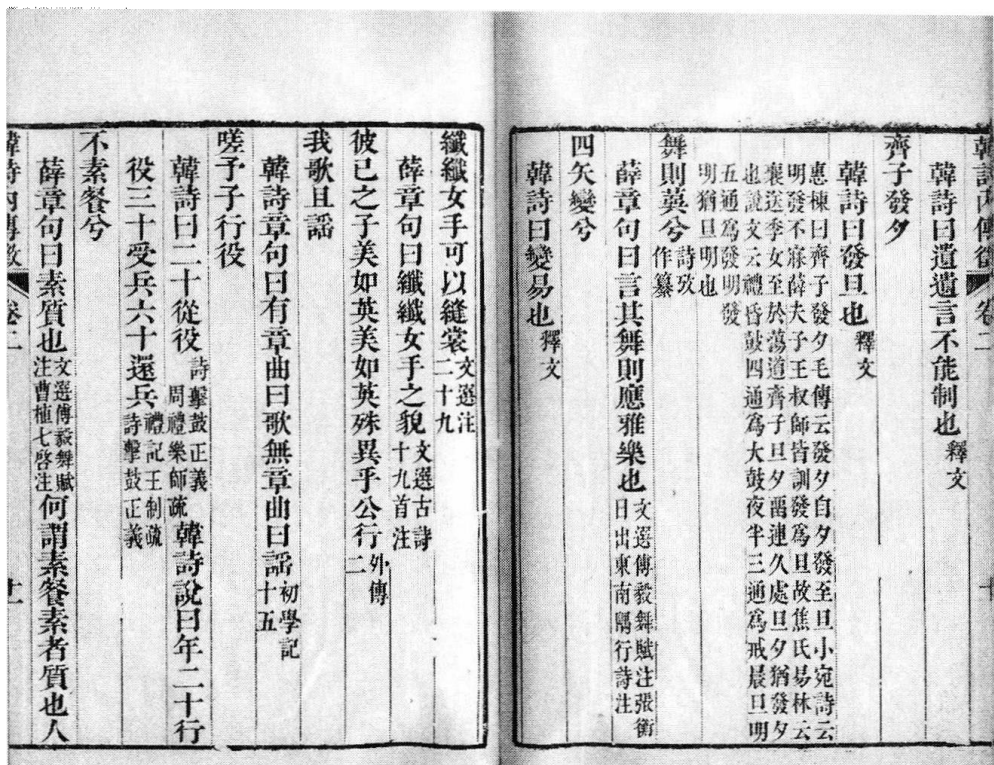 韓詩內傳徵 卷二 十
韓詩曰遺遺言不能制也釋文
齊子發夕
韓詩曰發旦也釋文
惠棟曰齊子發夕毛傳云發夕自夕發至旦小宛詩云
明發不寐薛夫子王叔師皆訓發爲旦故焦氏易林云
襄送季女至於蕩道齊子旦夕畱連久處旦夕猶發夕
也說文云禮昏鼓四通爲大鼓夜半三通爲戒晨旦明
五通爲發明發
明猶旦明也
舞則莫兮詩攷作纂
薛章句曰言其舞則應雅樂也文選傅毅舞賦注張衡日出東南隅行詩注
四矢變兮
韓詩曰變易也釋文
纖纖女手可以縫裳文選注二十九
薛章句曰纖纖女手之貌文選古詩十九首注
彼己之子美如英美如英殊異乎公行外傳二
我歌且謠
韓詩章句曰有章曲曰歌無章曲曰謠初學記十五
嗟予子行役
韓詩曰二十從役詩擊鼓正義周禮樂師疏韓詩說曰年二十行
役三十受兵六十還兵禮記王制疏詩擊鼓正義
不素餐兮
薛章句曰素質也文選傅毅舞賦注曹植七啓注何謂素餐素者質也人
韓詩內傳徵 卷二 十一